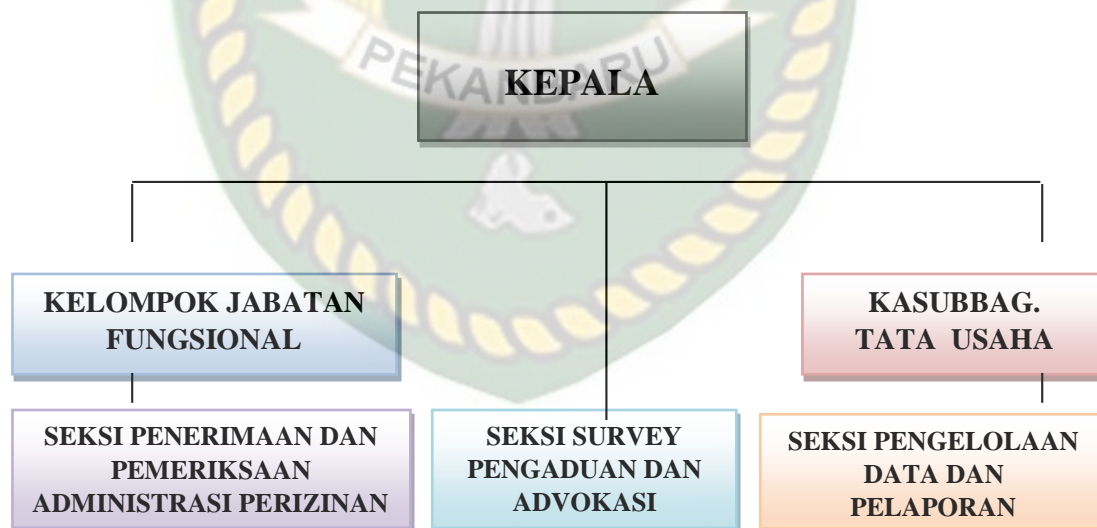 PEKANBARU
KEPALA
KELOMPOK JABATAN
FUNGSIONAL
KASUBBAG.
TATA USAHA
SEKSI PENERIMAAN DAN
PEMERIKSAAN
ADMINISTRASI PERIZINAN
SEKSI SURVEY
PENGADUAN DAN
ADVOKASI
SEKSI PENGELOLAAN
DATA DAN
PELAPORAN